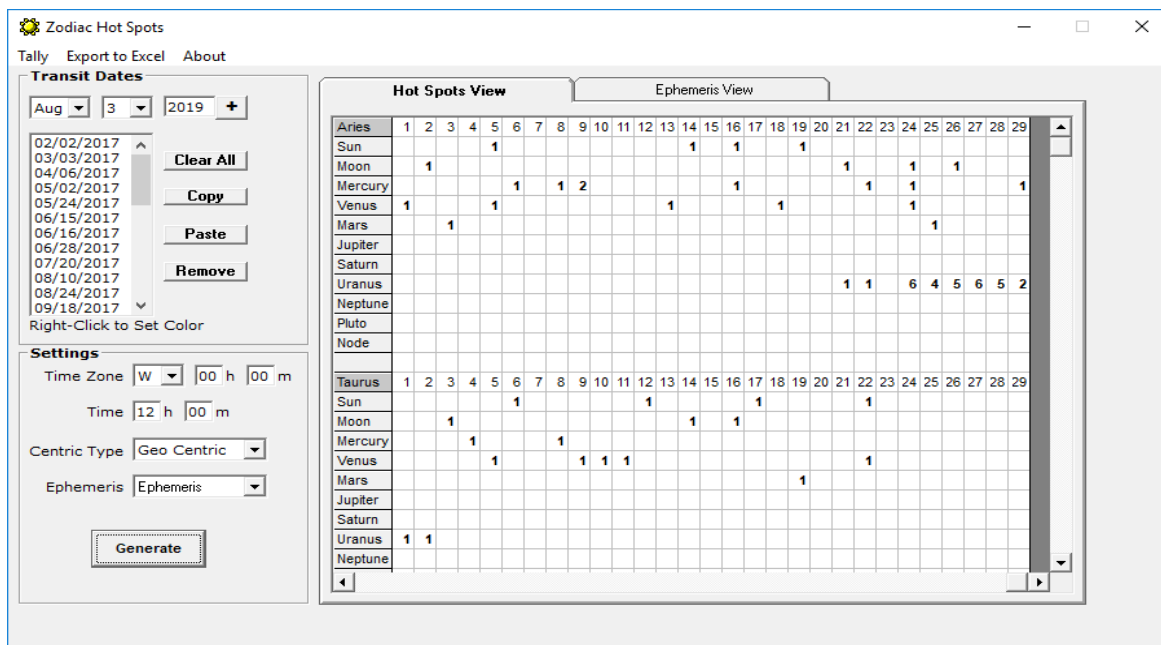 Zodiac Hot Spots
Tally Export to Excel About
Transit Dates
Aug 3 2019 +
02/02/2017
03/03/2017
04/06/2017
05/02/2017
05/24/2017
06/15/2017
06/16/2017
06/28/2017
07/20/2017
08/10/2017
08/24/2017
09/18/2017
Clear All
Copy
Paste
Remove
Right-Click to Set Color
Settings
Time Zone W 00 h 00 m
Time 12 h 00 m
Centric Type Geo Centric
Ephemeris Ephemeris
Generate
Hot Spots View Ephemeris View
Aries 1 2 3 4 5 6 7 8 9 10 11 12 13 14 15 16 17 18 19 20 21 22 23 24 25 26 27 28 29
Sun 1 1 1 1
Moon 1 1 1 1
Mercury 1 1 2 1 1 1 1
Venus 1 1 1 1 1
Mars 1 1
Jupiter
Saturn
Uranus 1 1 6 4 5 6 5 2
Neptune
Pluto
Node
Taurus 1 2 3 4 5 6 7 8 9 10 11 12 13 14 15 16 17 18 19 20 21 22 23 24 25 26 27 28 29
Sun 1 1 1 1
Moon 1 1 1
Mercury 1 1
Venus 1 1 1 1 1
Mars 1
Jupiter
Saturn
Uranus 1 1
Neptune